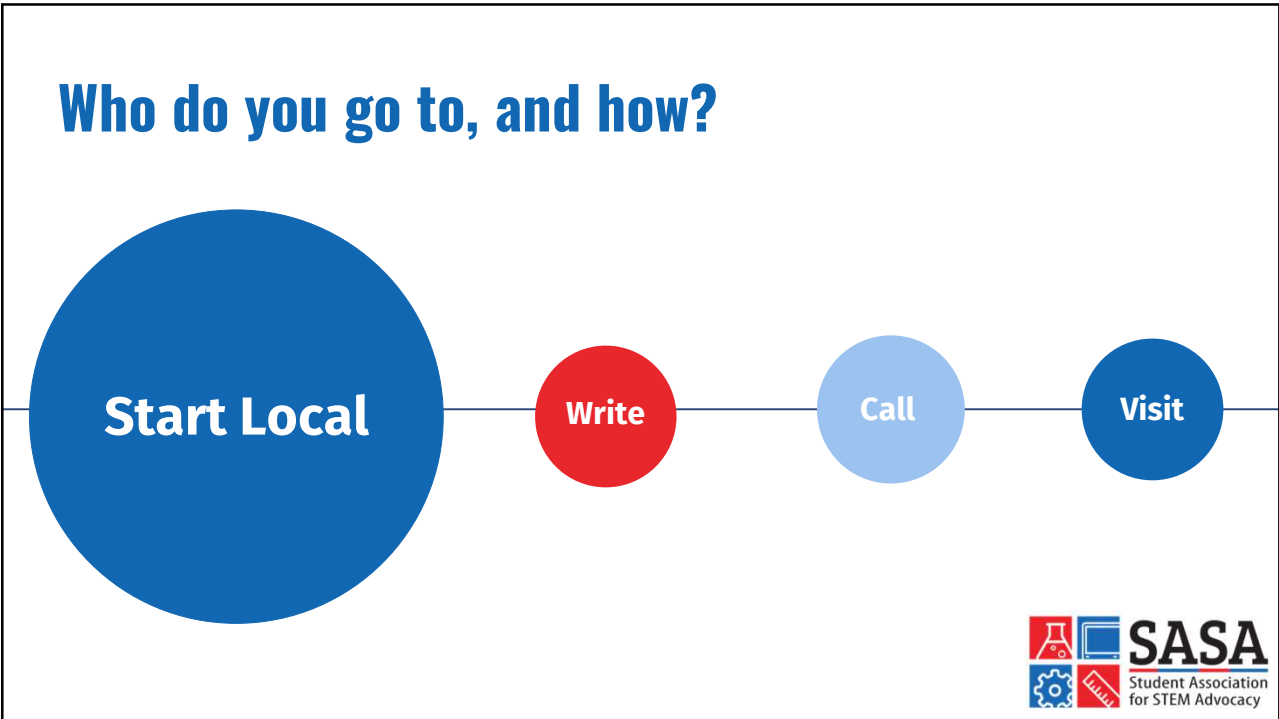 Who do you go to, and how?
Start Local
Write
Call
Visit
SASA
Student Association
for STEM Advocacy